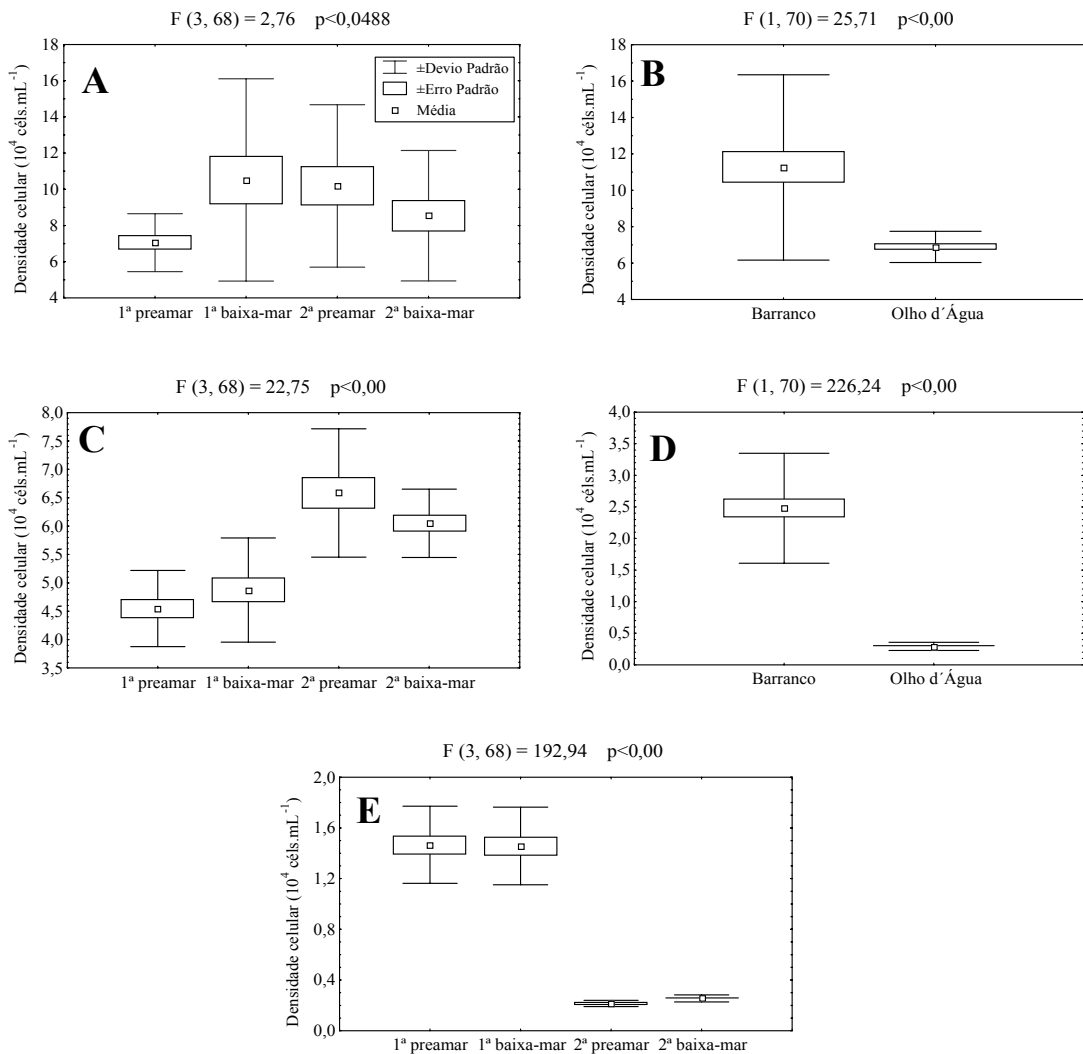 F (3, 68) = 2,76 p<0,0488
A
±Devio Padrão
±Erro Padrão
Média
Densidade celular (10⁴ céls.mL⁻¹)
18
16
14
12
10
8
6
4
1ª preamar 1ª baixa-mar 2ª preamar 2ª baixa-mar
F (1, 70) = 25,71 p<0,00
B
Densidade celular (10⁴ céls.mL⁻¹)
18
16
14
12
10
8
6
4
Barranco Olho d´Água
F (3, 68) = 22,75 p<0,00
C
Densidade celular (10⁴ céls.mL⁻¹)
8,0
7,5
7,0
6,5
6,0
5,5
5,0
4,5
4,0
3,5
1ª preamar 1ª baixa-mar 2ª preamar 2ª baixa-mar
F (1, 70) = 226,24 p<0,00
D
Densidade celular (10⁴ céls.mL⁻¹)
4,0
3,5
3,0
2,5
2,0
1,5
1,0
0,5
0,0
Barranco Olho d´Água
F (3, 68) = 192,94 p<0,00
E
Densidade celular (10⁴ céls.mL⁻¹)
2,0
1,6
1,2
0,8
0,4
0,0
1ª preamar 1ª baixa-mar 2ª preamar 2ª baixa-mar